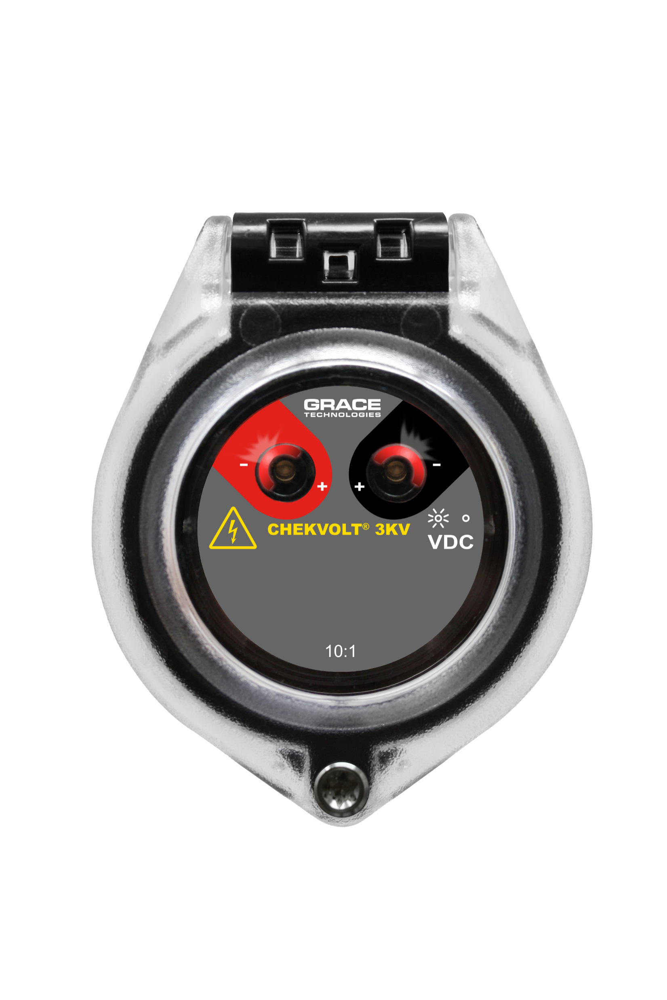 GRACE
TECHNOLOGIES
- -
+ +
CHEKVOLT® 3KV
VDC
10:1